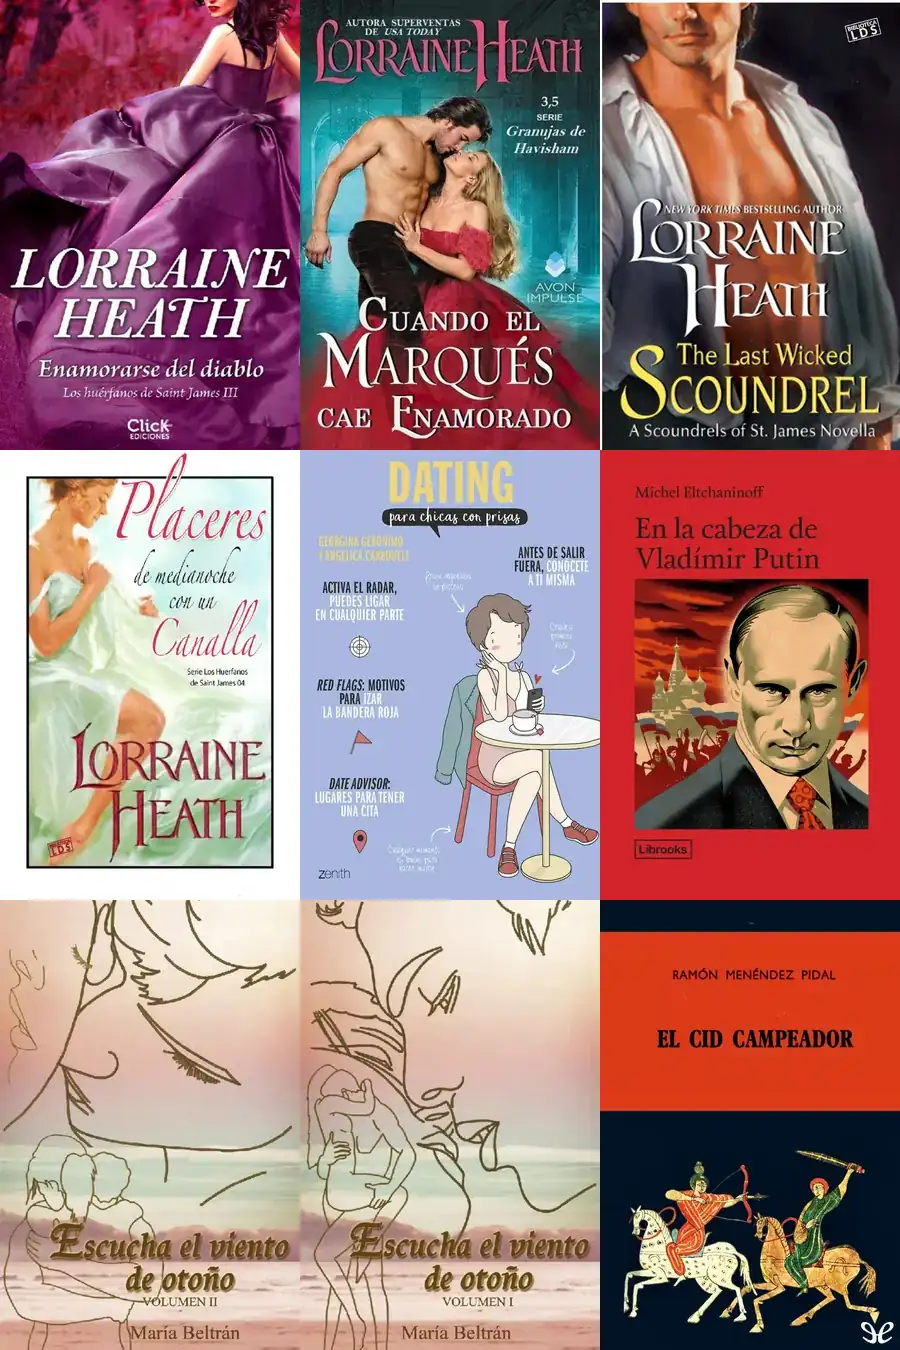 LORRAINE
HEATH
Enamorarse del diablo
Los huérfanos de Saint James III
Click
EDICIONES
AUTORA SUPERVENTAS
DE USA TODAY
LORRAINE HEATH
3,5
SERIE
Granujas de
Havisham
AVON
IMPULSE
CUANDO EL
MARQUÉS
CAE ENAMORADO
BIBLIOTECA
LDS
NEW YORK TIMES BESTSELLING AUTHOR
LORRAINE
HEATH
The Last Wicked
SCOUNDREL
A Scoundrels of St. James Novella
Placeres
de medianoche
con un
Canalla
Serie Los Huerfanos
de Saint James 04
LORRAINE
HEATH
LDS
DATING
para chicas con prisas
GEORGINA GERÓNIMO
ANTES DE SALIR
FUERA, CONÓCETE
A TI MISMA
ACTIVA EL RADAR,
PUEDES LIGAR
EN CUALQUIER PARTE
RED FLAGS: MOTIVOS
PARA IZAR
LA BANDERA ROJA
DATE ADVISOR:
LUGARES PARA TENER
UNA CITA
zenith
Michel Eltchaninoff
En la cabeza de
Vladímir Putin
Librooks
Escucha el viento
de otoño
VOLUMEN II
María Beltrán
Escucha el viento
de otoño
VOLUMEN I
María Beltrán
RAMÓN MENÉNDEZ PIDAL
EL CID CAMPEADOR